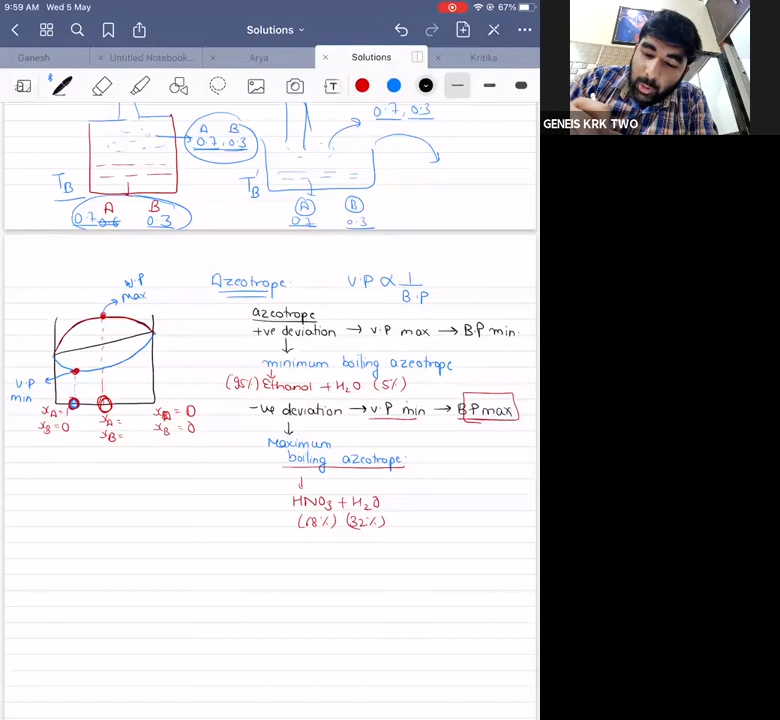 9:59 AM Wed 5 May
67%
Solutions
Ganesh
Untitled Notebook...
Arya
Solutions
Kritika
GENEIS KRK TWO
A B
0.7, 0.3
0.7, 0.3
TB
A B
0.7 0.3
TB'
A B
0.7 0.3
V.P max
Azeotrope
V.P ∝ 1/B.P
azeotrope
+ve deviation → V.P max → B.P min.
minimum boiling azeotrope
(95%) Ethanol + H2O (5%)
-ve deviation → V.P min → B.P max
Maximum
boiling azeotrope.
HNO3 + H2O
(68%) (32%)
V.P
min
xA=1
xB=0
xA=
xB=
xA=0
xB=0